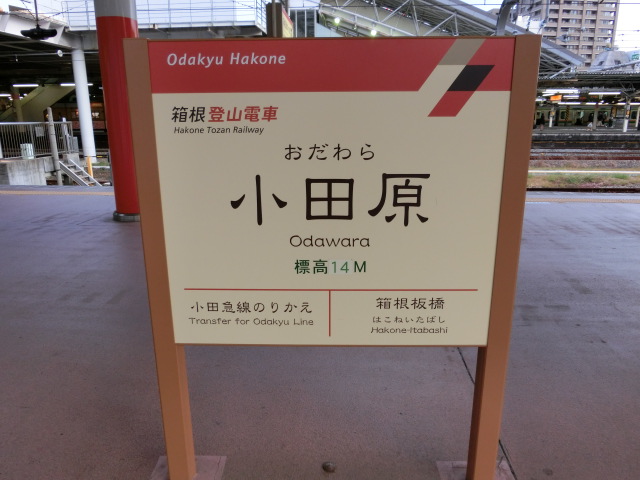 Odakyu Hakone
箱根登山電車
Hakone Tozan Railway
おだわら
小田原
Odawara
標高14M
小田急線のりかえ
Transfer for Odakyu Line
箱根板橋
はこねいたばし
Hakone-Itabashi